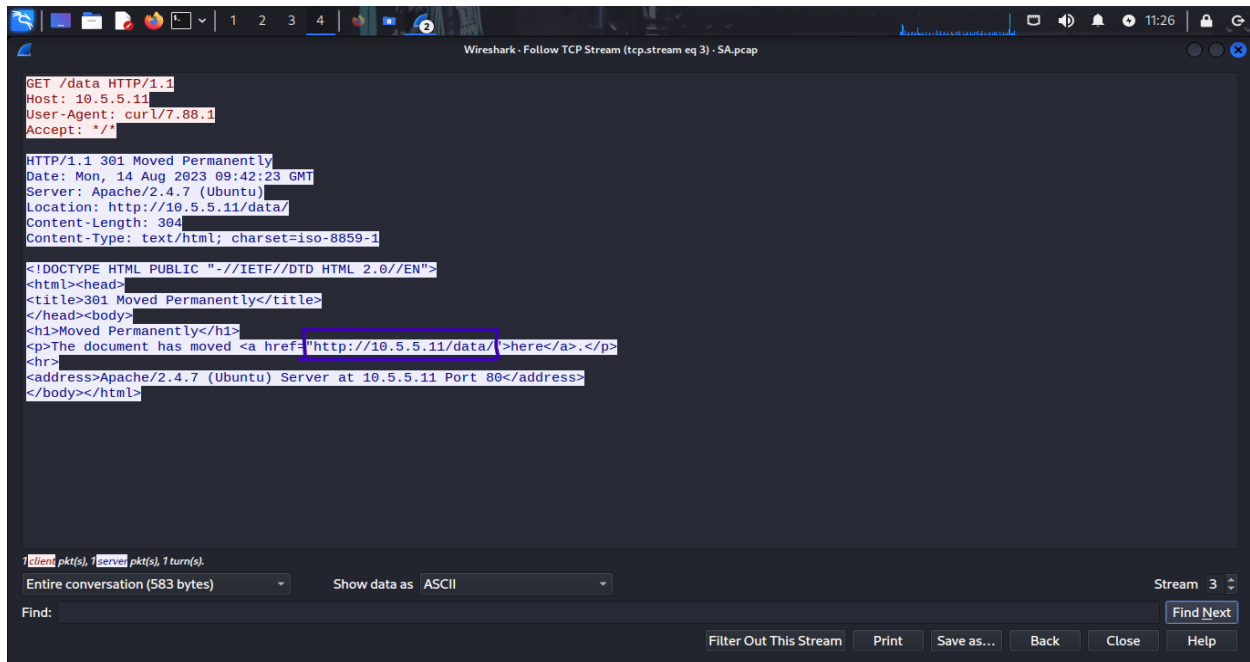 1 2 3 4 2 11:26
Wireshark · Follow TCP Stream (tcp.stream eq 3) · SA.pcap
GET /data HTTP/1.1
Host: 10.5.5.11
User-Agent: curl/7.88.1
Accept: */*
HTTP/1.1 301 Moved Permanently
Date: Mon, 14 Aug 2023 09:42:23 GMT
Server: Apache/2.4.7 (Ubuntu)
Location: http://10.5.5.11/data/
Content-Length: 304
Content-Type: text/html; charset=iso-8859-1
<!DOCTYPE HTML PUBLIC "-//IETF//DTD HTML 2.0//EN">
<html><head>
<title>301 Moved Permanently</title>
</head><body>
<h1>Moved Permanently</h1>
<p>The document has moved <a href="http://10.5.5.11/data/">here</a>.</p>
<hr>
<address>Apache/2.4.7 (Ubuntu) Server at 10.5.5.11 Port 80</address>
</body></html>
1 client pkt(s), 1 server pkt(s), 1 turn(s).
Entire conversation (583 bytes) Show data as ASCII Stream 3
Find: Find Next
Filter Out This Stream Print Save as... Back Close Help